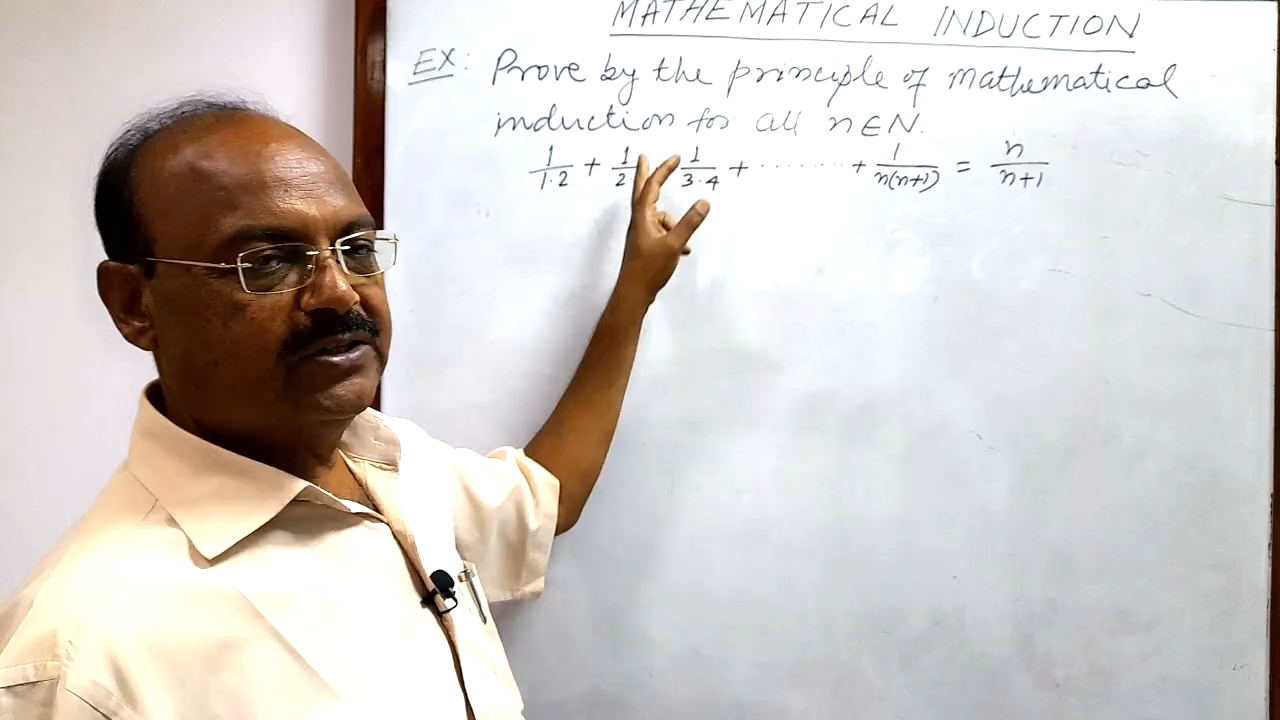 MATHEMATICAL INDUCTION
EX: Prove by the principle of mathematical
induction for all n∈N.
1/1·2 + 1/2 1/3·4 + ········ + 1/n(n+1) = n/n+1